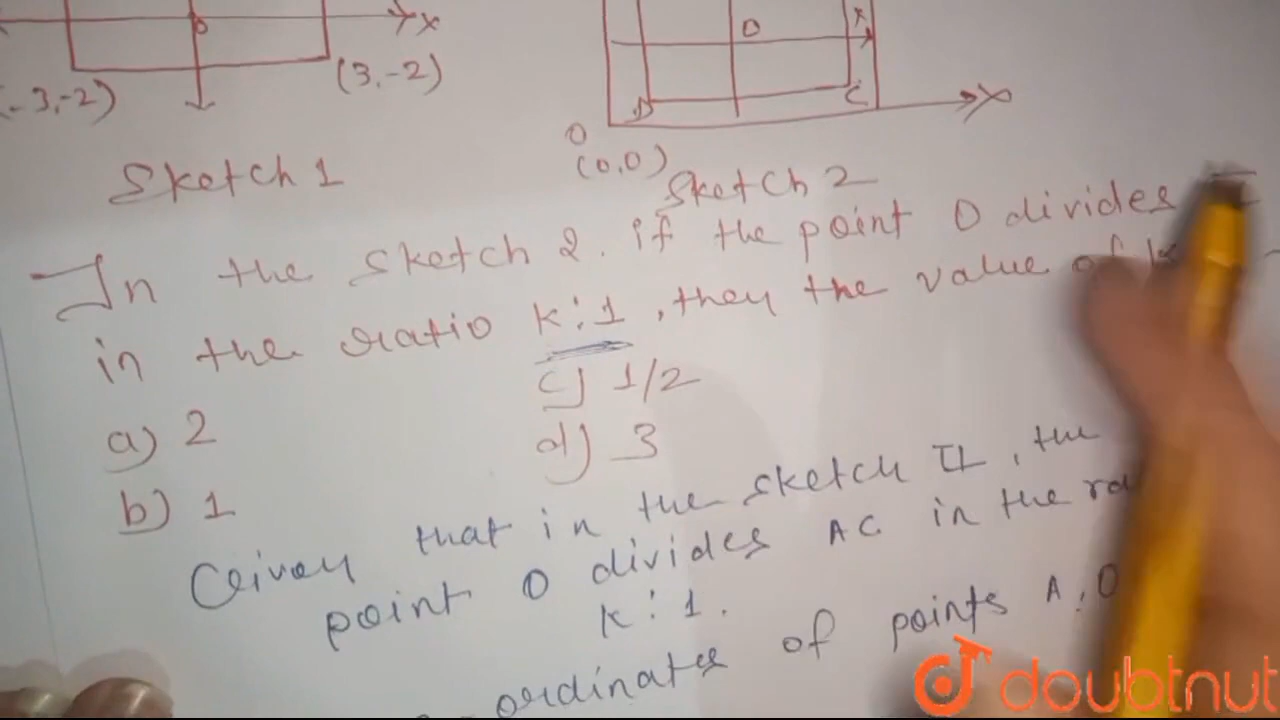 X
O
(-3,-2)
(3,-2)
Sketch 1
O
D
C
X
O
(0,0)
Sketch 2
In the sketch 2. if the point O divides
in the ratio k:1, they the value of k
a) 2
c) 1/2
b) 1
d) 3
Given that in the sketch II, the
point O divides AC in the
k:1.
ordinates of points A, O
doubtnut